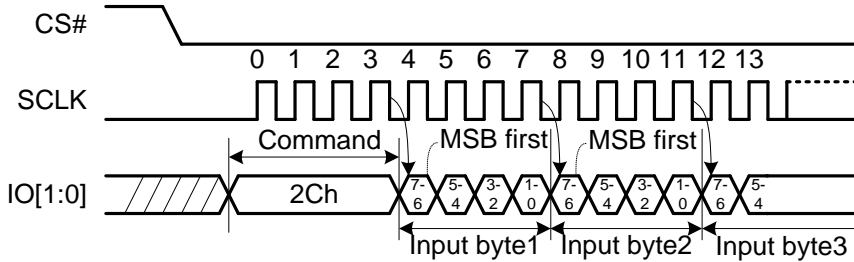 CS#
0 1 2 3 4 5 6 7 8 9 10 11 12 13
SCLK
Command MSB first MSB first
IO[1:0] 2Ch 7-6 5-4 3-2 1-0 7-6 5-4 3-2 1-0 7-6 5-4
Input byte1 Input byte2 Input byte3